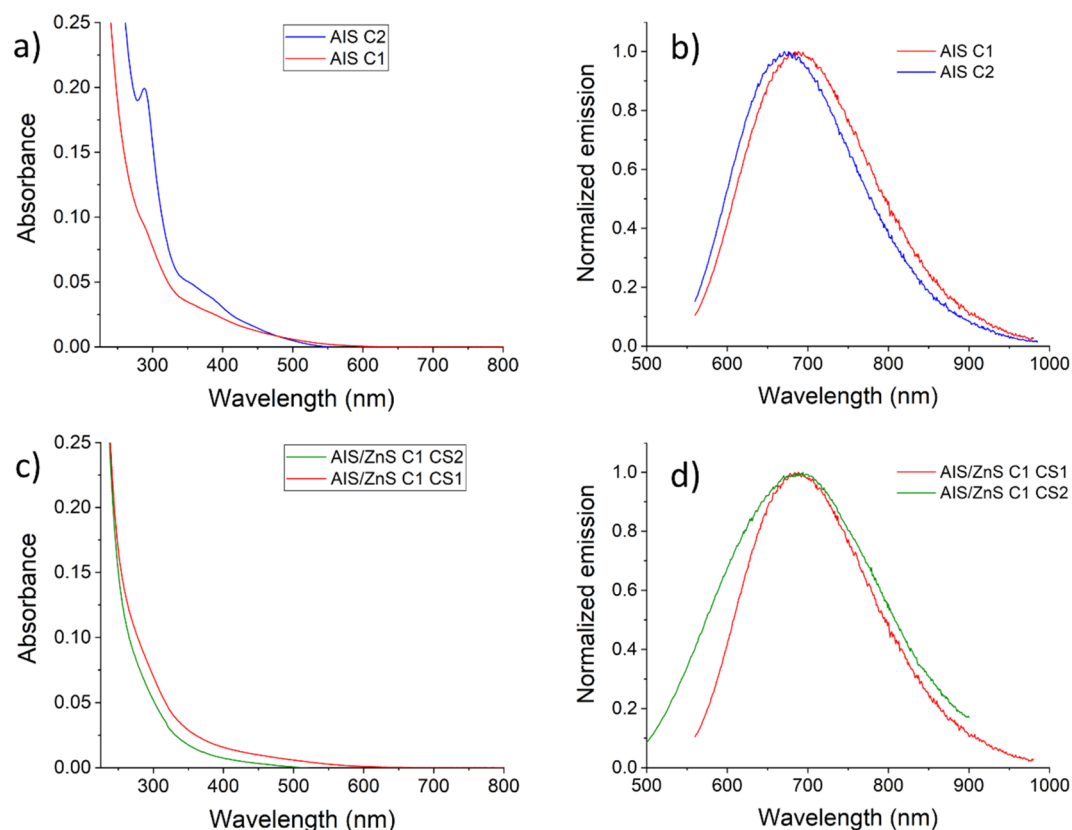 a)
AIS C2
AIS C1
Absorbance
0.25
0.20
0.15
0.10
0.05
0.00
300 400 500 600 700 800
Wavelength (nm)
b)
AIS C1
AIS C2
Normalized emission
1.0
0.8
0.6
0.4
0.2
0.0
500 600 700 800 900 1000
Wavelength (nm)
c)
AIS/ZnS C1 CS2
AIS/ZnS C1 CS1
Absorbance
0.25
0.20
0.15
0.10
0.05
0.00
300 400 500 600 700 800
Wavelength (nm)
d)
AIS/ZnS C1 CS1
AIS/ZnS C1 CS2
Normalized emission
1.0
0.8
0.6
0.4
0.2
0.0
500 600 700 800 900 1000
Wavelength (nm)